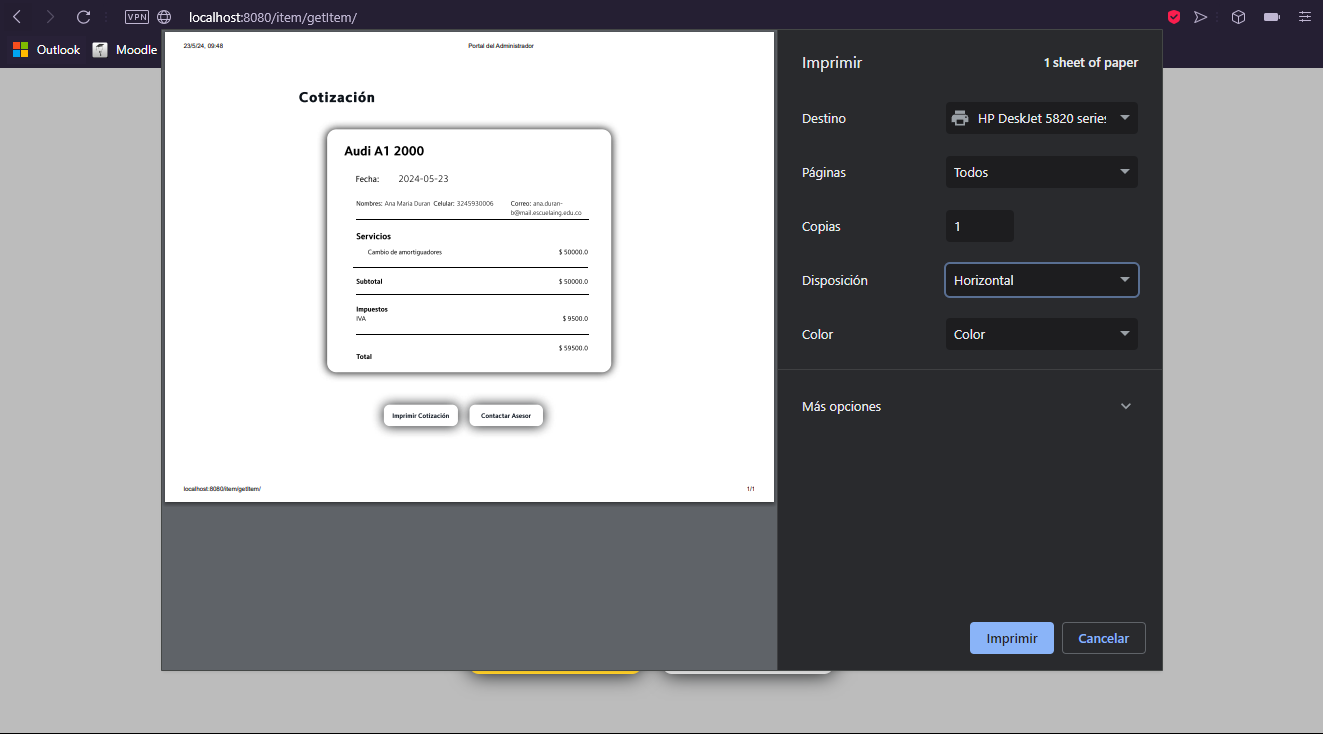 VPN localhost:8080/item/getItem/
Outlook Moodle
23/5/24, 09:48 Portal del Administrador
Cotización
Audi A1 2000
Fecha: 2024-05-23
Nombres: Ana Maria Duran Celular: 3245930006 Correo: ana.duran-
b@mail.escuelaing.edu.co
Servicios
Cambio de amortiguadores $ 50000.0
Subtotal $ 50000.0
Impuestos
IVA $ 9500.0
$ 59500.0
Total
Imprimir Cotización Contactar Asesor
localhost:8080/item/getItem/ 1/1
Imprimir 1 sheet of paper
Destino HP DeskJet 5820 series
Páginas Todos
Copias 1
Disposición Horizontal
Color Color
Más opciones
Imprimir Cancelar